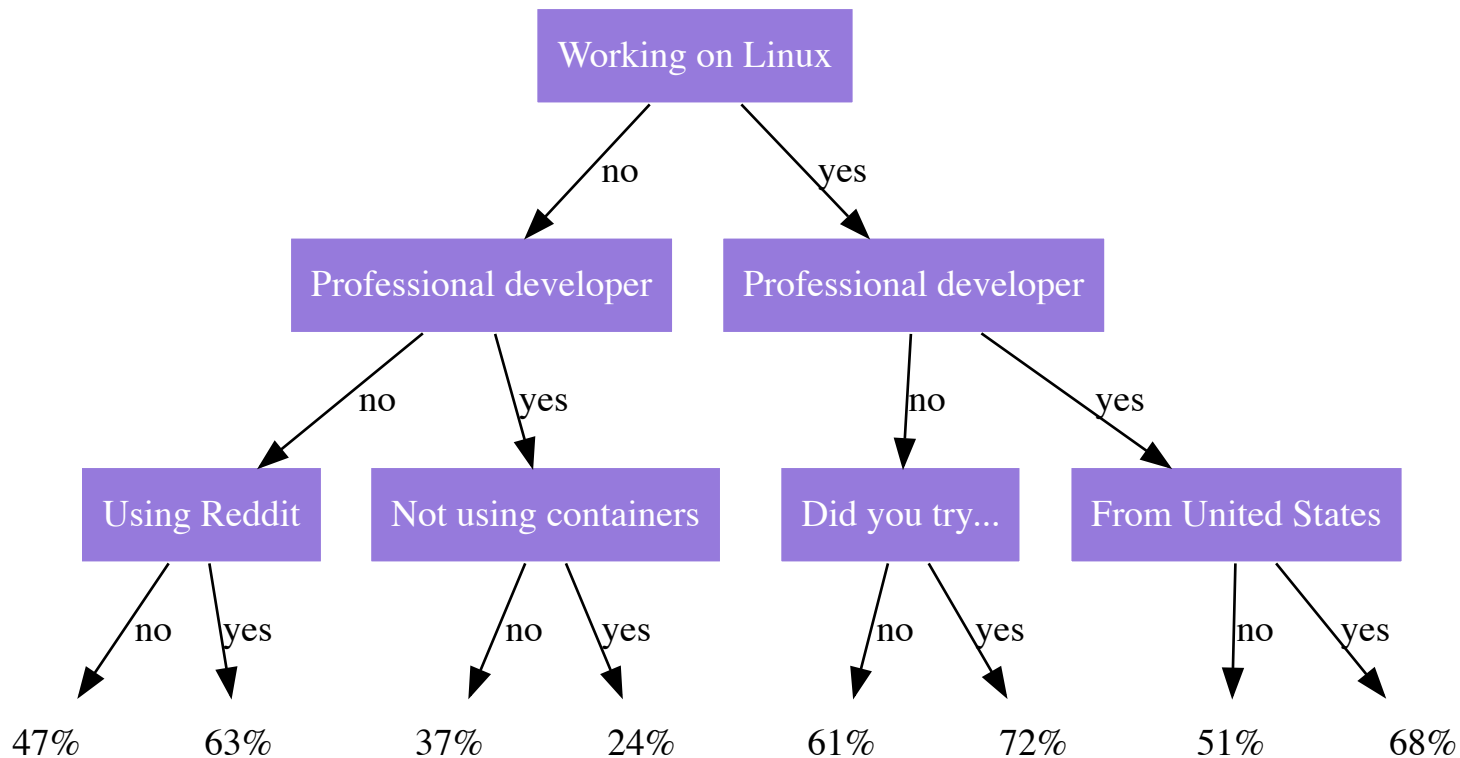 Working on Linux
no
yes
Professional developer
Professional developer
no
yes
no
yes
Using Reddit
Not using containers
Did you try...
From United States
no
yes
no
yes
no
yes
no
yes
47%
63%
37%
24%
61%
72%
51%
68%